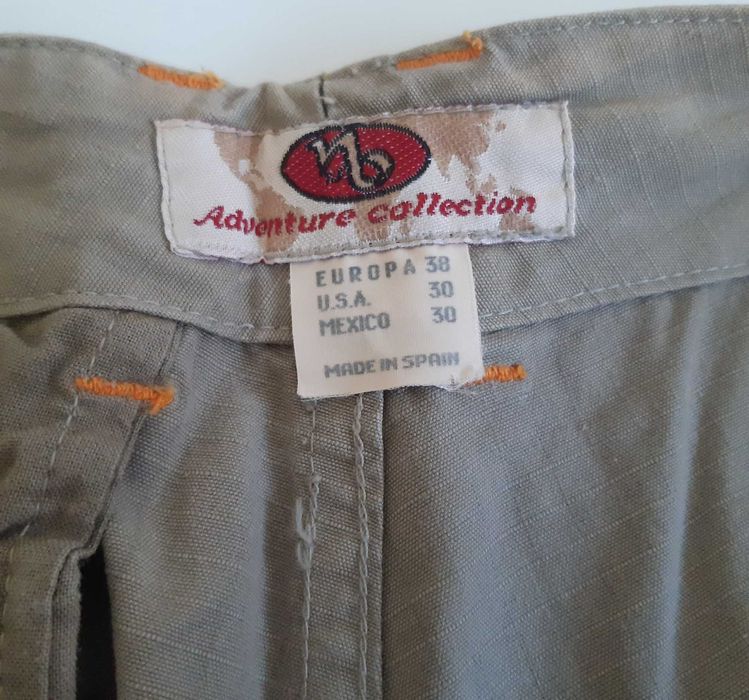 Adventure collection
EUROPA 38
U.S.A. 30
MEXICO 30
MADE IN SPAIN